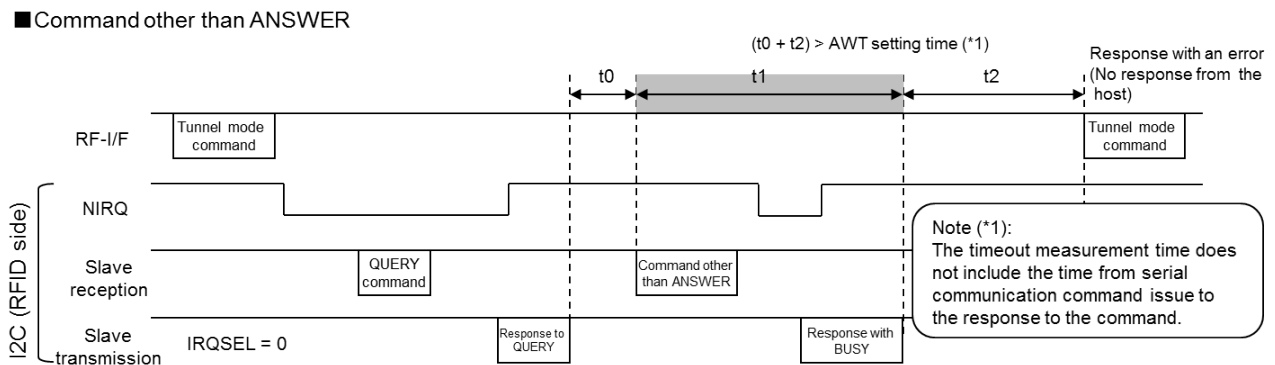 ■Command other than ANSWER
(t0 + t2) > AWT setting time (*1)
Response with an error
(No response from the
host)
t0
t1
t2
RF-I/F
Tunnel mode
command
Tunnel mode
command
NIRQ
I2C (RFID side)
Slave
reception
QUERY
command
Command other
than ANSWER
Note (*1):
The timeout measurement time does
not include the time from serial
communication command issue to
the response to the command.
Slave
transmission
IRQSEL = 0
Response to
QUERY
Response with
BUSY